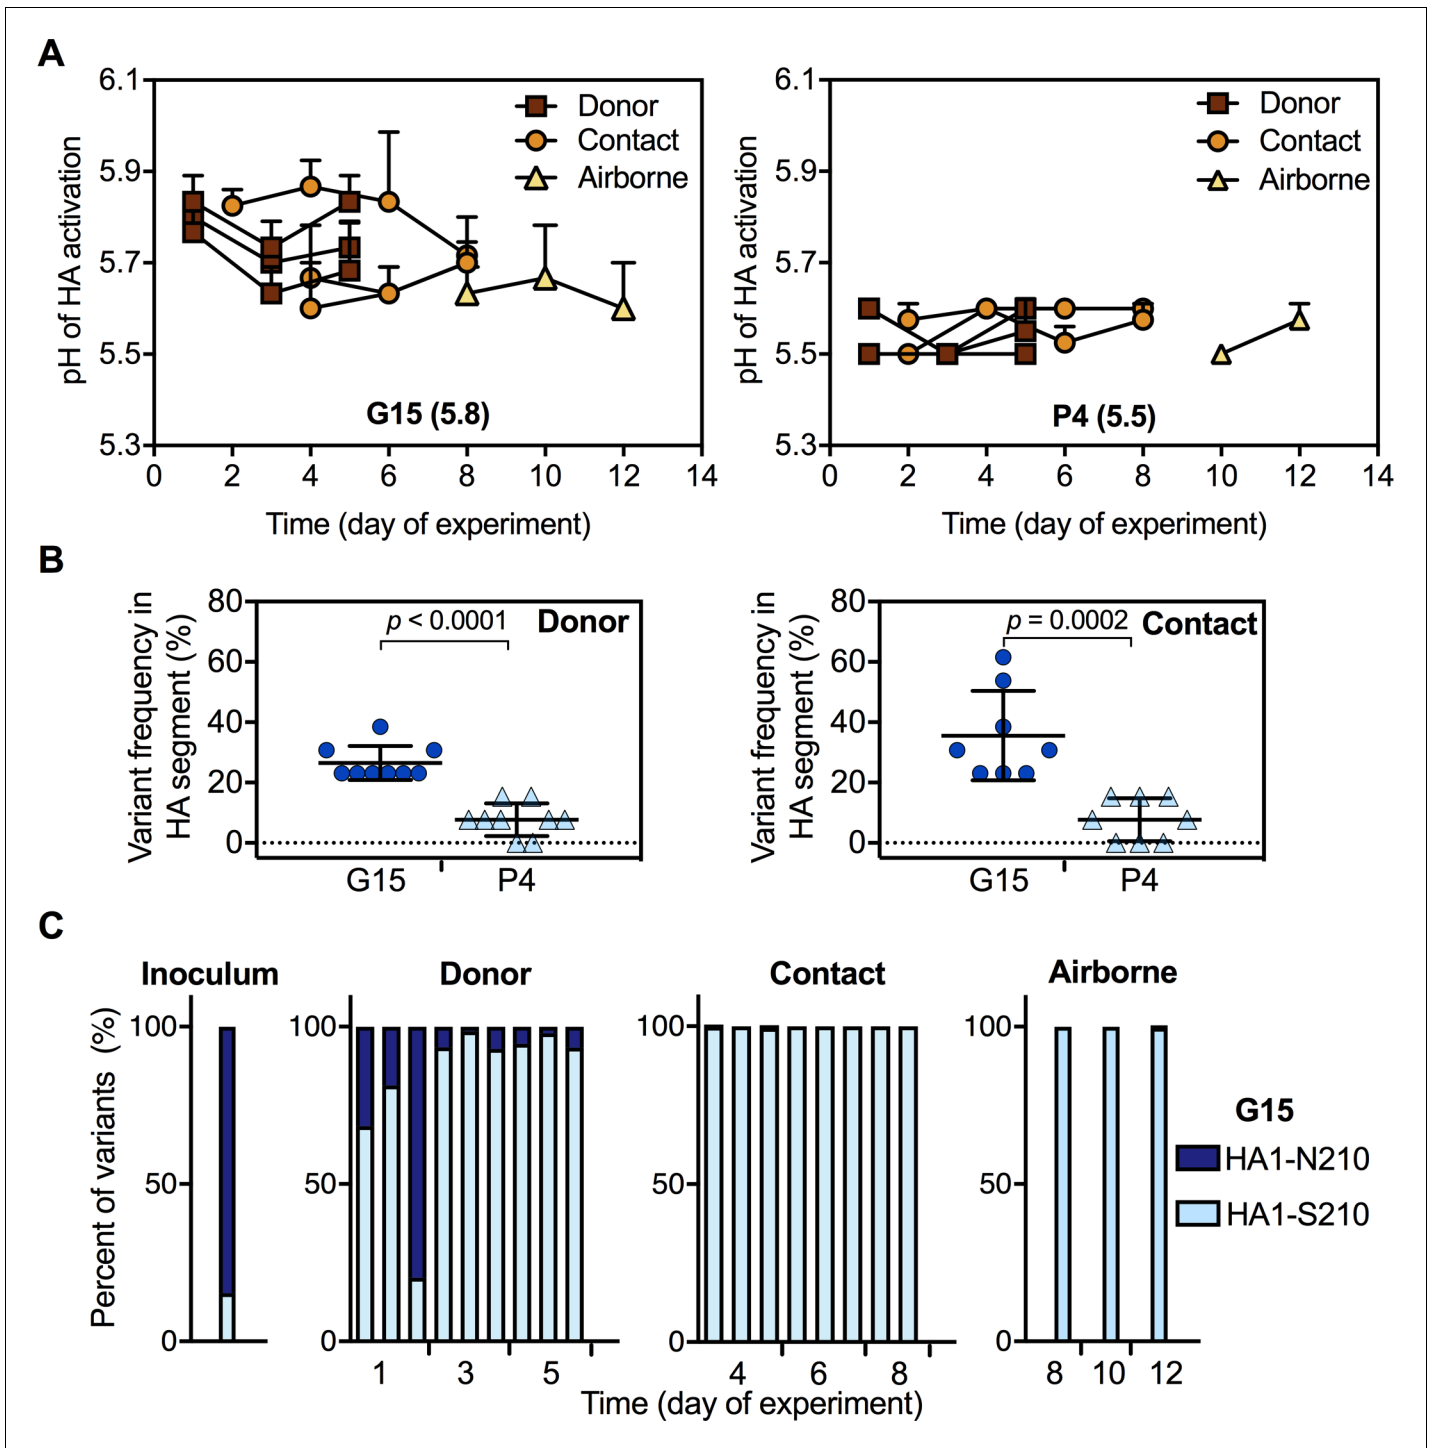 A
6.1
5.9
5.7
5.5
5.3
pH of HA activation
Donor
Contact
Airborne
G15 (5.8)
0 2 4 6 8 10 12 14
Time (day of experiment)
6.1
5.9
5.7
5.5
5.3
pH of HA activation
Donor
Contact
Airborne
P4 (5.5)
0 2 4 6 8 10 12 14
Time (day of experiment)
B
Variant frequency in
HA segment (%)
80
60
40
20
0
p < 0.0001
Donor
G15 P4
Variant frequency in
HA segment (%)
80
60
40
20
0
p = 0.0002
Contact
G15 P4
C
Percent of variants (%)
Inoculum
100
50
0
Donor
100
50
0
1 3 5
Contact
100
50
0
4 6 8
Airborne
100
50
0
8 10 12
Time (day of experiment)
G15
HA1-N210
HA1-S210